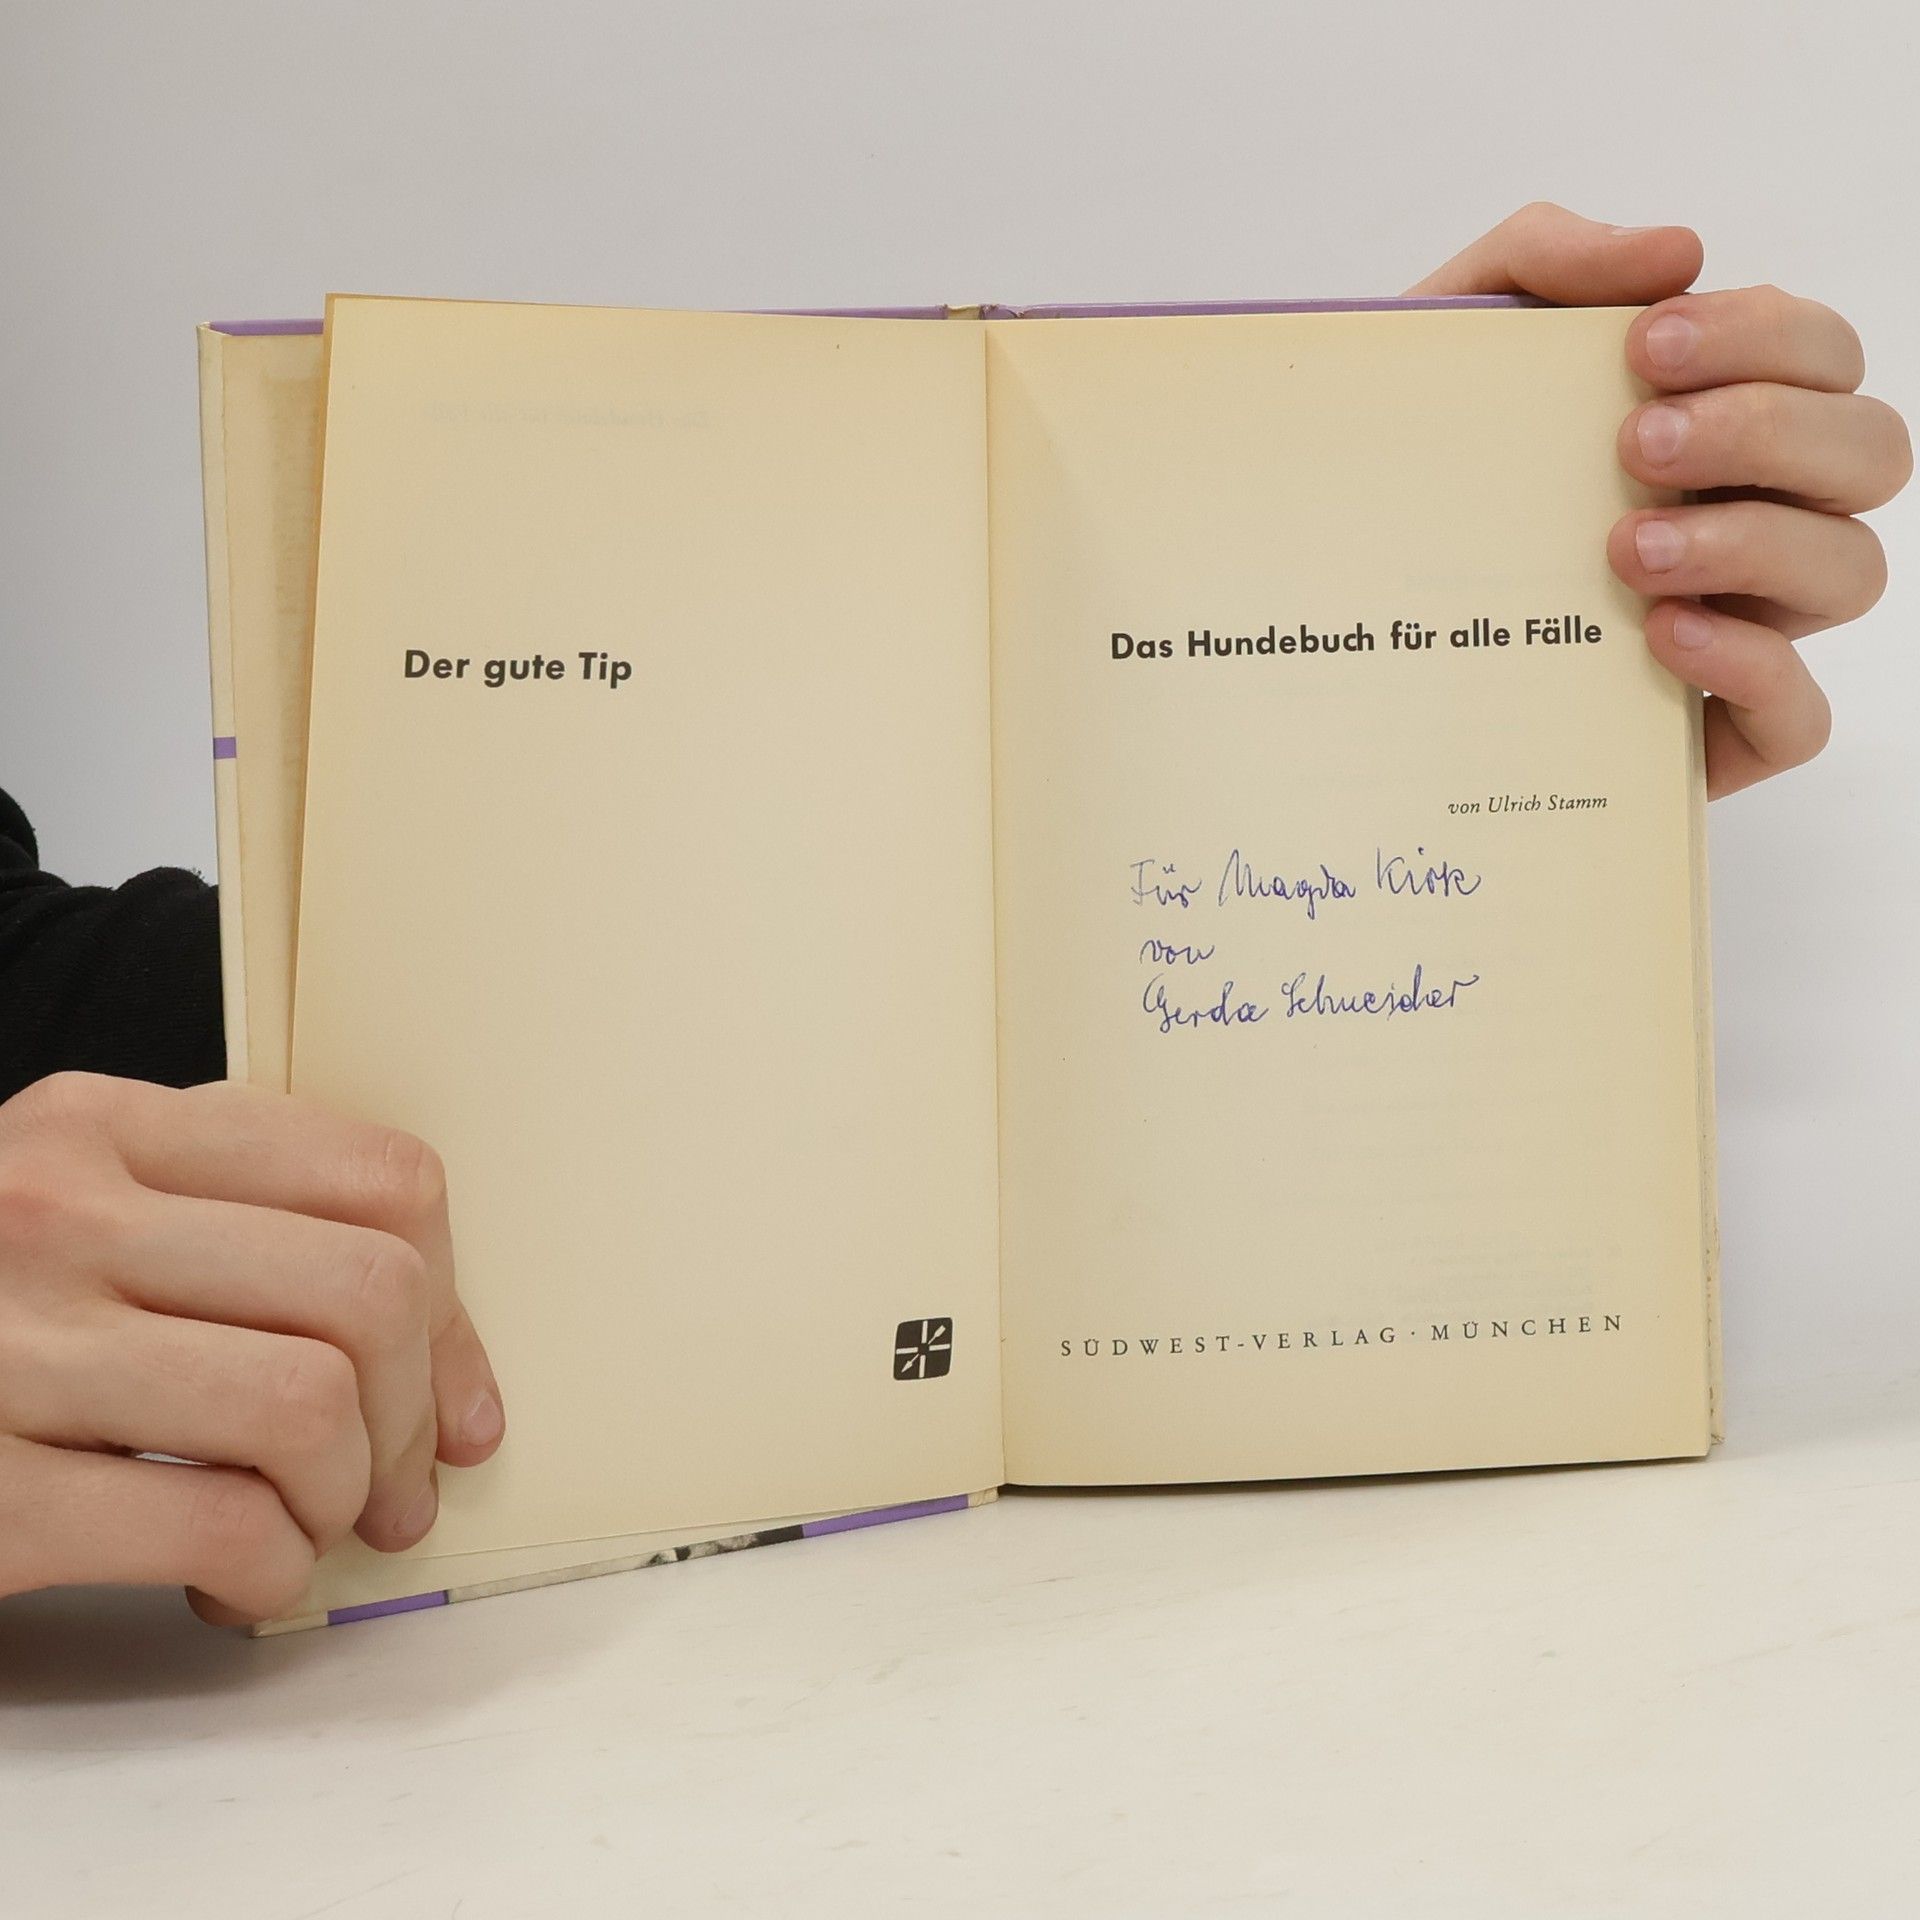 Der gute Tip
Das Hundebuch für alle Fälle
von Ulrich Stamm
Für Magda Kirk
von
Gerda Schneider
SÜDWEST-VERLAG · MÜNCHEN